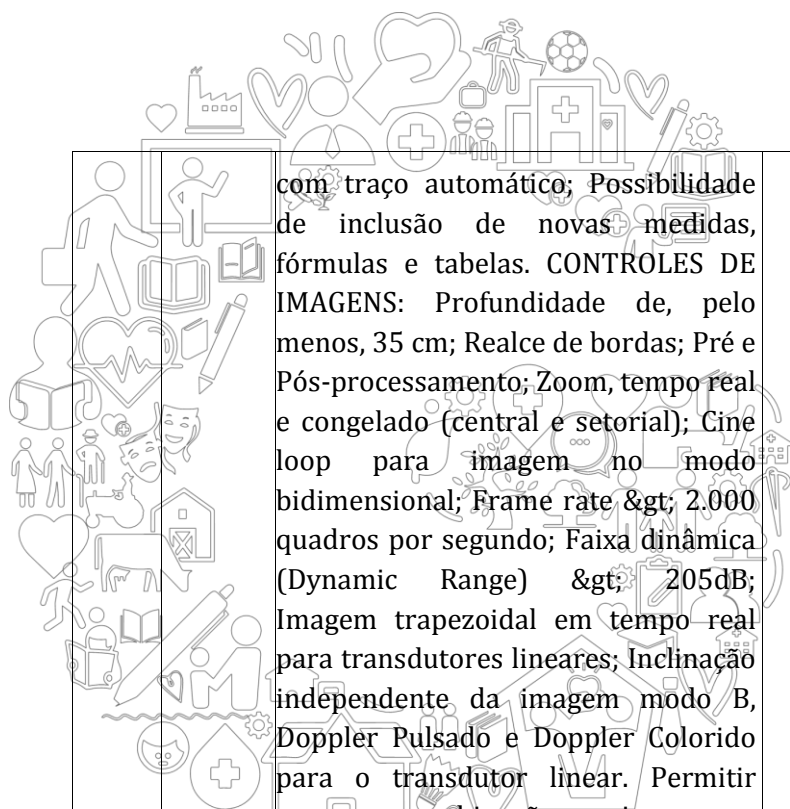 com traço automático; Possibilidade
de inclusão de novas medidas,
fórmulas e tabelas. CONTROLES DE
IMAGENS: Profundidade de, pelo
menos, 35 cm; Realce de bordas; Pré e
Pós-processamento; Zoom, tempo real
e congelado (central e setorial); Cine
loop para imagem no modo
bidimensional; Frame rate &gt; 2.000
quadros por segundo; Faixa dinâmica
(Dynamic Range) &gt; 205dB;
Imagem trapezoidal em tempo real
para transdutores lineares; Inclinação
independente da imagem modo B,
Doppler Pulsado e Doppler Colorido
para o transdutor linear. Permitir